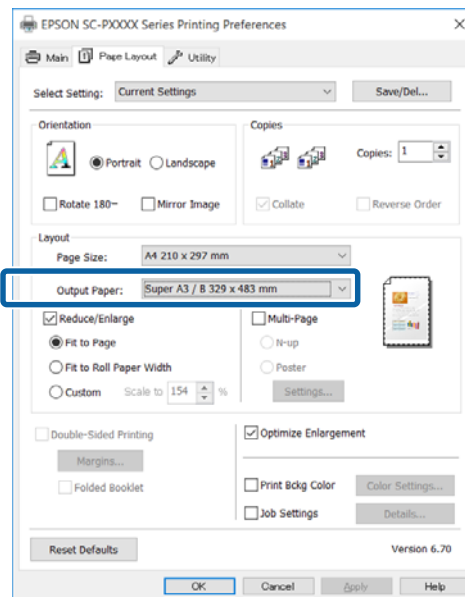 EPSON SC-PXXXX Series Printing Preferences
Main Page Layout Utility
Select Setting: Current Settings Save/Del...
Orientation
Portrait Landscape
Rotate 180° Mirror Image
Copies
Copies: 1
Collate Reverse Order
Layout
Page Size: A4 210 x 297 mm
Output Paper: Super A3 / B 329 x 483 mm
Reduce/Enlarge
Fit to Page
Fit to Roll Paper Width
Custom Scale to 154 %
Multi-Page
N-up
Poster
Settings...
Double-Sided Printing
Margins...
Folded Booklet
Optimize Enlargement
Print Bckg Color Color Settings...
Job Settings Details...
Reset Defaults Version 6.70
OK Cancel Apply Help